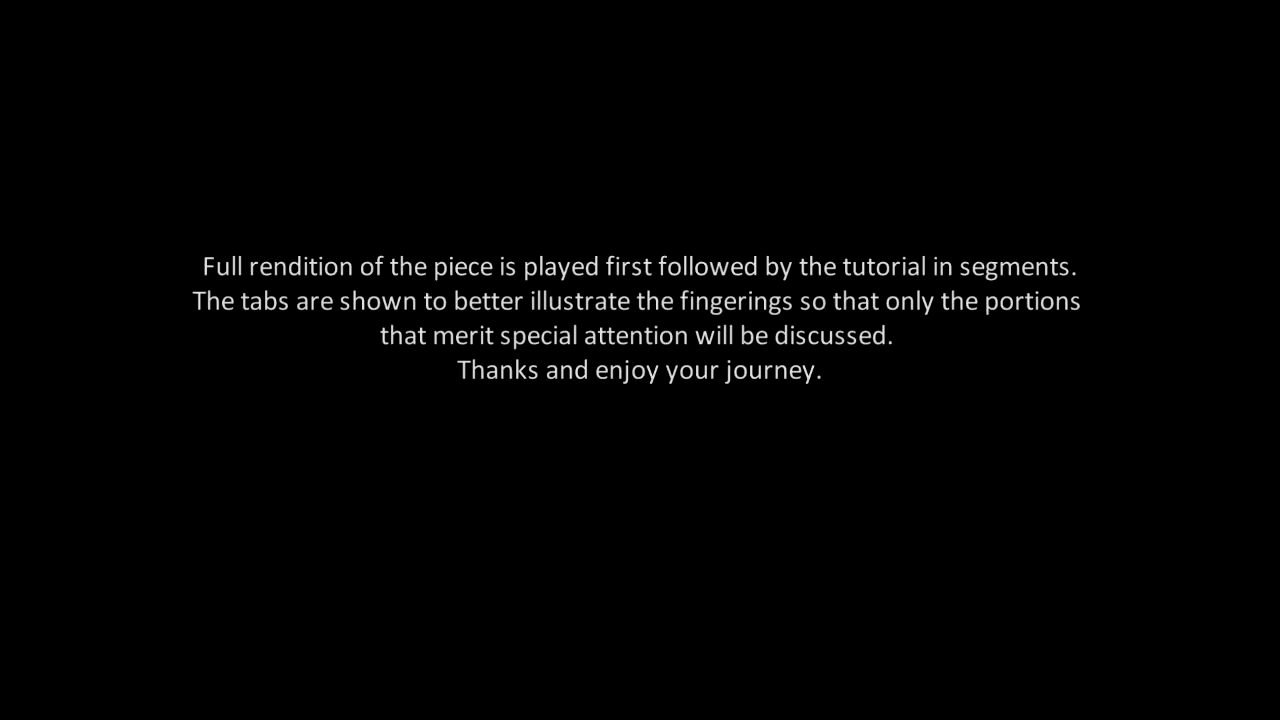 Full rendition of the piece is played first followed by the tutorial in segments.
The tabs are shown to better illustrate the fingerings so that only the portions
that merit special attention will be discussed.
Thanks and enjoy your journey.